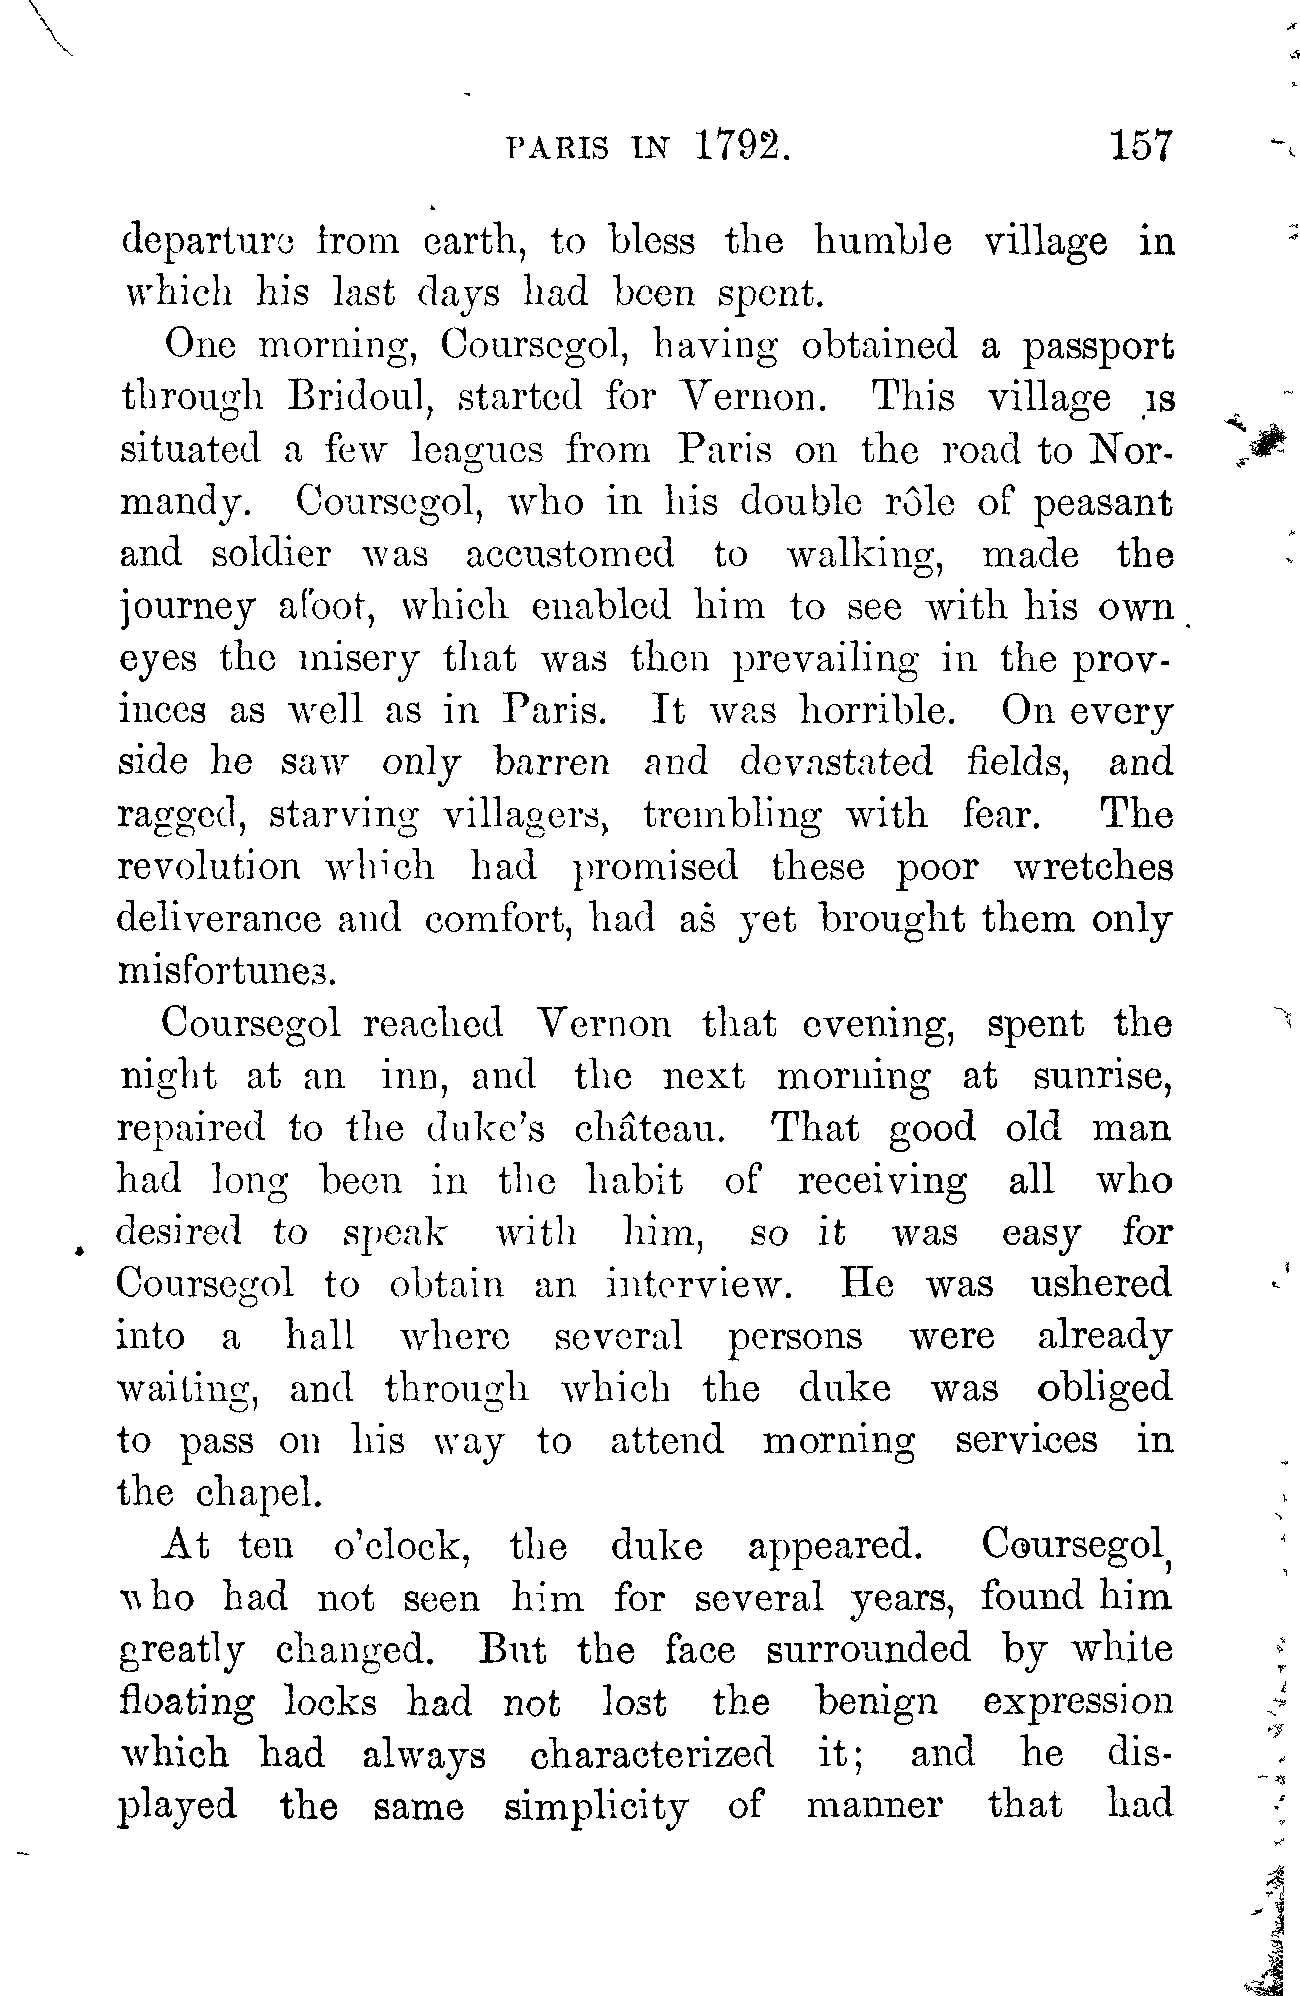 PARIS IN 1792. 157
departure from earth, to bless the humble village in
which his last days had been spent.
One morning, Coursegol, having obtained a passport
through Bridoul, started for Vernon. This village is
situated a few leagues from Paris on the road to Nor-
mandy. Coursegol, who in his double rôle of peasant
and soldier was accustomed to walking, made the
journey afoot, which enabled him to see with his own
eyes the misery that was then prevailing in the prov-
inces as well as in Paris. It was horrible. On every
side he saw only barren and devastated fields, and
ragged, starving villagers, trembling with fear. The
revolution which had promised these poor wretches
deliverance and comfort, had as yet brought them only
misfortunes.
Coursegol reached Vernon that evening, spent the
night at an inn, and the next morning at sunrise,
repaired to the duke's château. That good old man
had long been in the habit of receiving all who
desired to speak with him, so it was easy for
Coursegol to obtain an interview. He was ushered
into a hall where several persons were already
waiting, and through which the duke was obliged
to pass on his way to attend morning services in
the chapel.
At ten o'clock, the duke appeared. Coursegol,
who had not seen him for several years, found him
greatly changed. But the face surrounded by white
floating locks had not lost the benign expression
which had always characterized it; and he dis-
played the same simplicity of manner that had